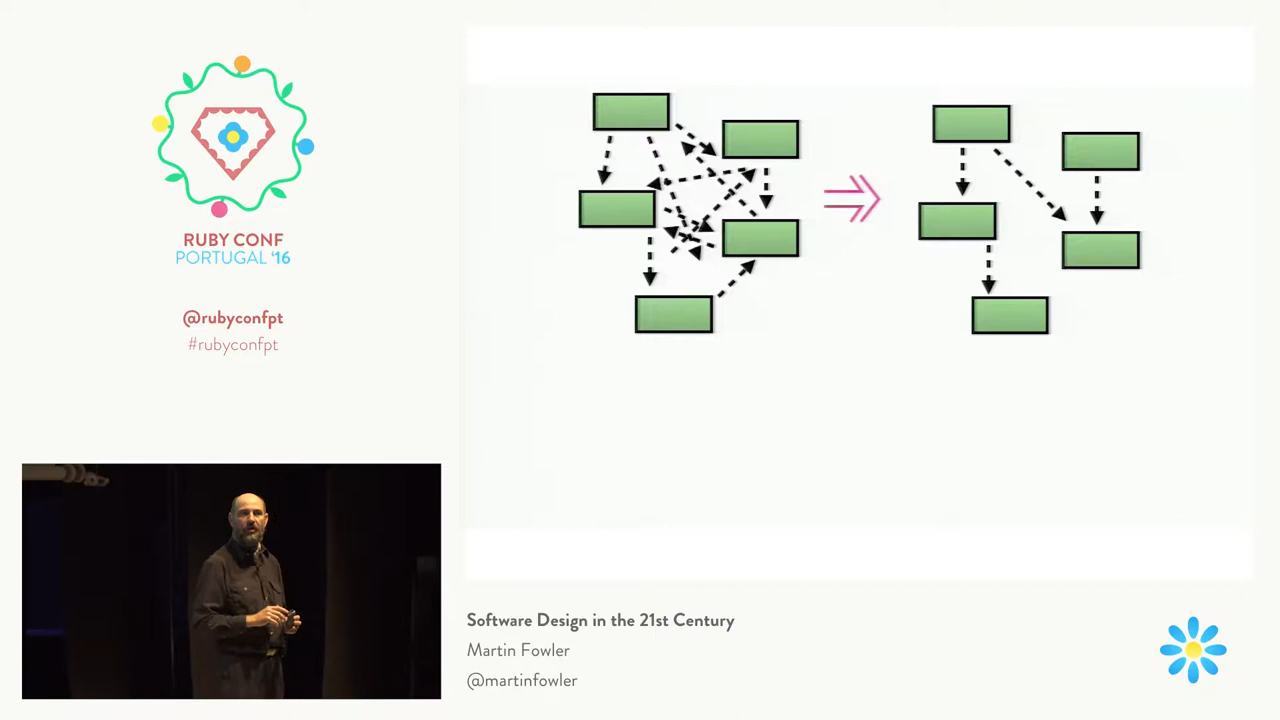 RUBY CONF
PORTUGAL '16
@rubyconfpt
#rubyconfpt
Software Design in the 21st Century
Martin Fowler
@martinfowler